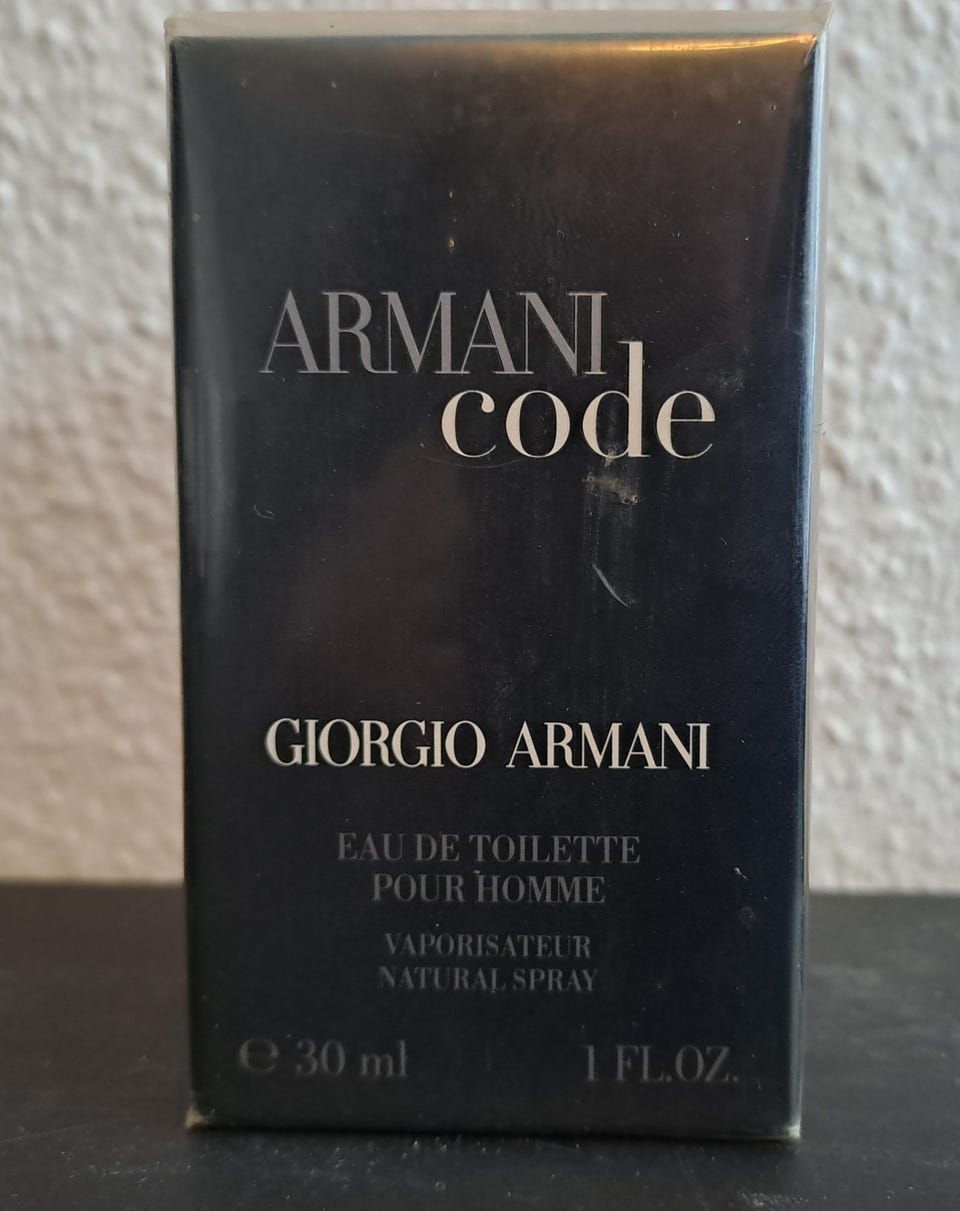 ARMANI
code
GIORGIO ARMANI
EAU DE TOILETTE
POUR HOMME
VAPORISATEUR
NATURAL SPRAY
℮ 30 ml 1 FL.OZ.